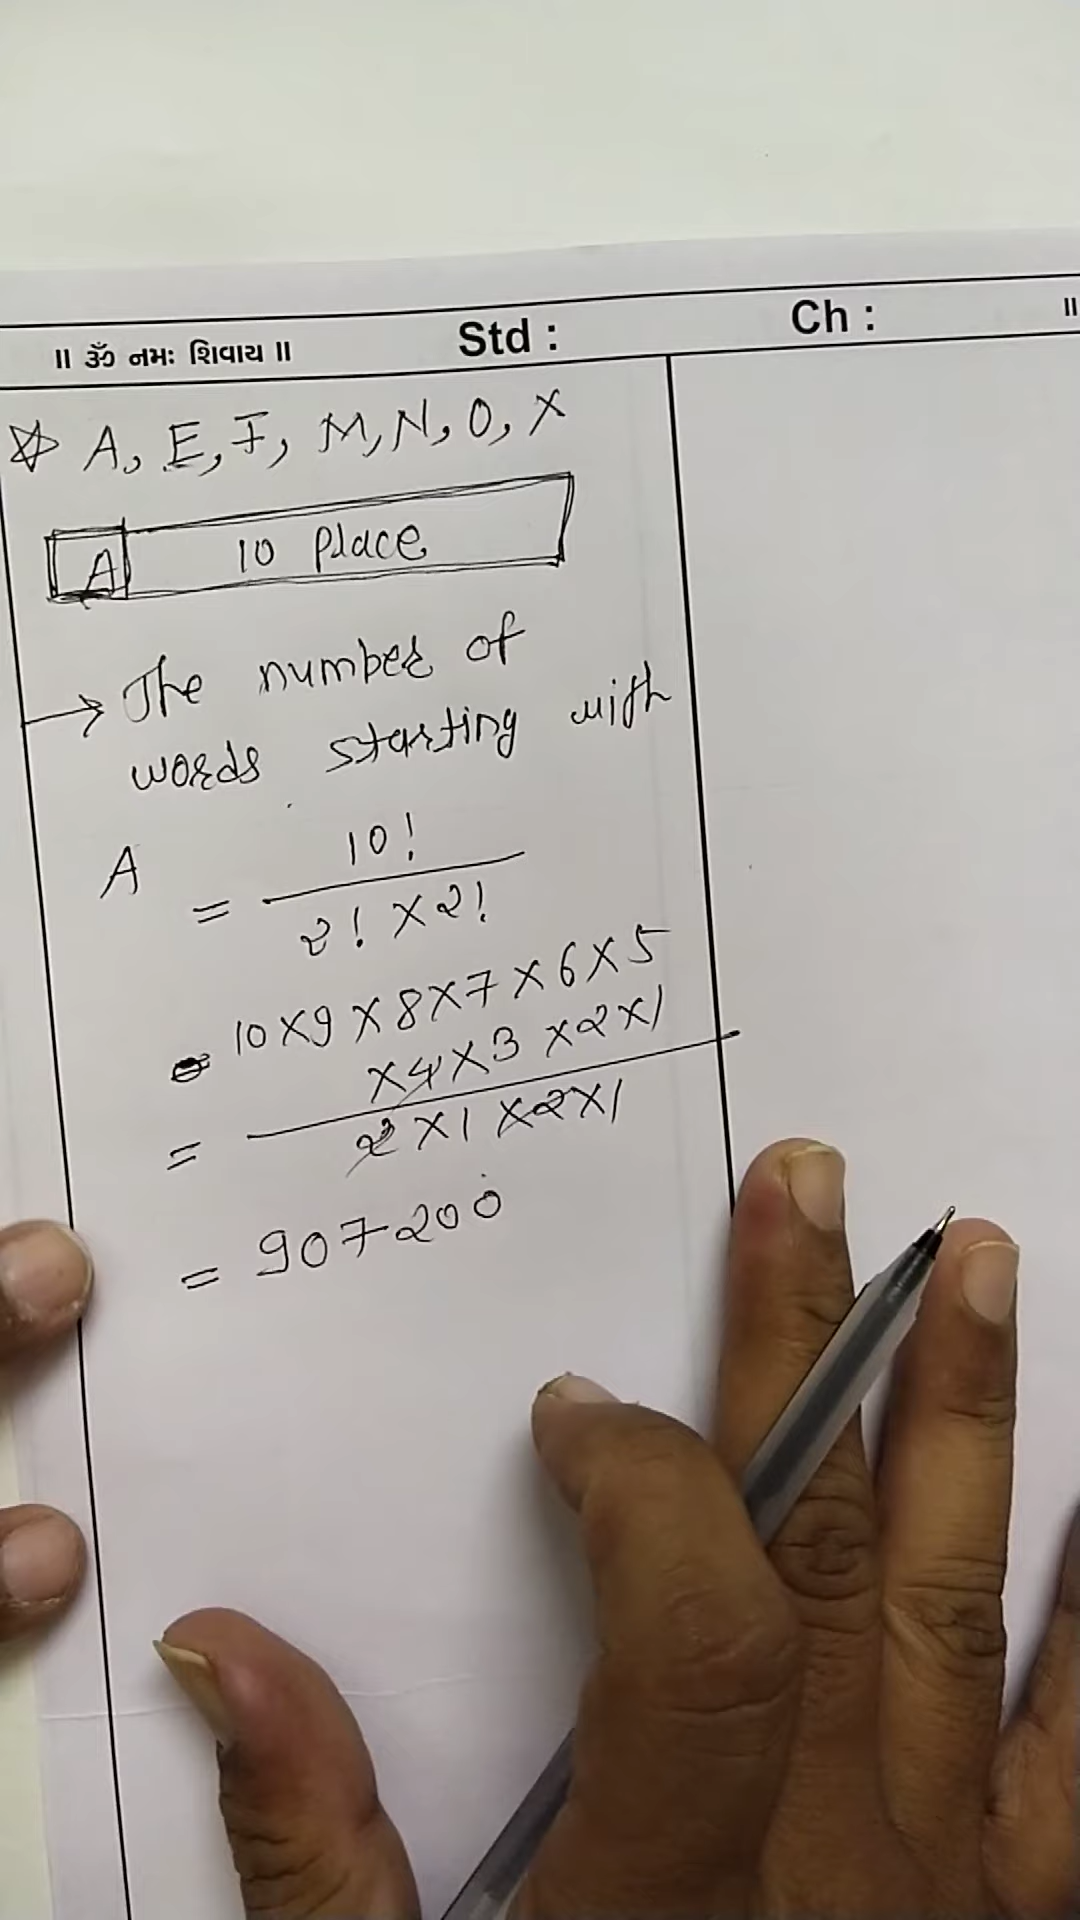 ॥ ૐ નમઃ શિવાય ॥ Std : Ch : ॥
A, E, I, M, N, O, X
A 10 Place
→ The number of
words starting with
A
= 10! / 2! × 2!
10×9×8×7×6×5
×4×3×2×1
= 2×1×2×1
= 907200